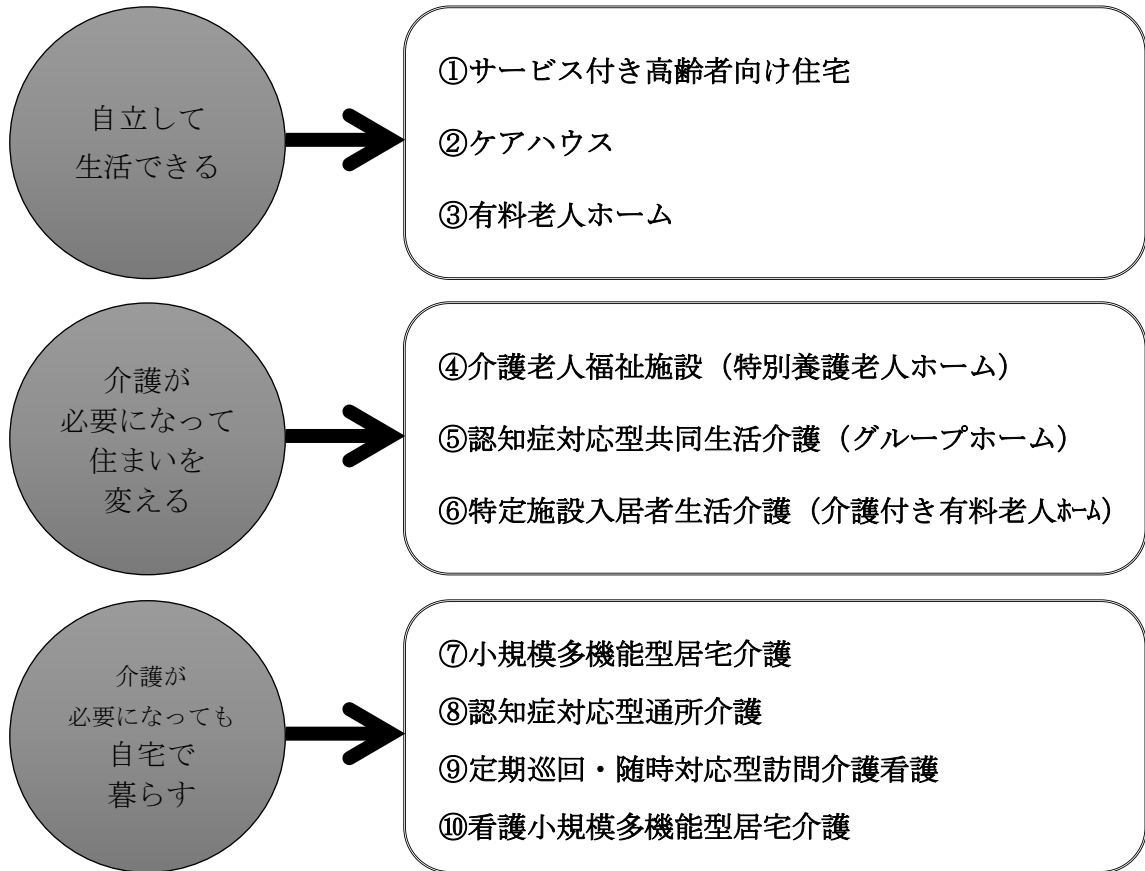 自立して
生活できる
①サービス付き高齢者向け住宅
②ケアハウス
③有料老人ホーム
介護が
必要になって
住まいを
変える
④介護老人福祉施設（特別養護老人ホーム）
⑤認知症対応型共同生活介護（グループホーム）
⑥特定施設入居者生活介護（介護付き有料老人ﾎｰﾑ）
介護が
必要になっても
自宅で
暮らす
⑦小規模多機能型居宅介護
⑧認知症対応型通所介護
⑨定期巡回・随時対応型訪問介護看護
⑩看護小規模多機能型居宅介護